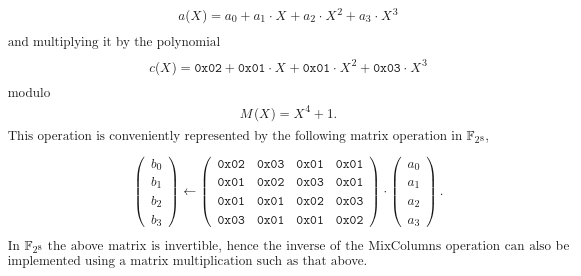 a(X) = a₀ + a₁ · X + a₂ · X² + a₃ · X³
and multiplying it by the polynomial
c(X) = 0x02 + 0x01 · X + 0x01 · X² + 0x03 · X³
modulo
M(X) = X⁴ + 1.
This operation is conveniently represented by the following matrix operation in 𝔽₂⁸,
( b₀ ) ( 0x02 0x03 0x01 0x01 ) ( a₀ )
( b₁ ) ← ( 0x01 0x02 0x03 0x01 ) · ( a₁ ) .
( b₂ ) ( 0x01 0x01 0x02 0x03 ) ( a₂ )
( b₃ ) ( 0x03 0x01 0x01 0x02 ) ( a₃ )
In 𝔽₂⁸ the above matrix is invertible, hence the inverse of the MixColumns operation can also be
implemented using a matrix multiplication such as that above.